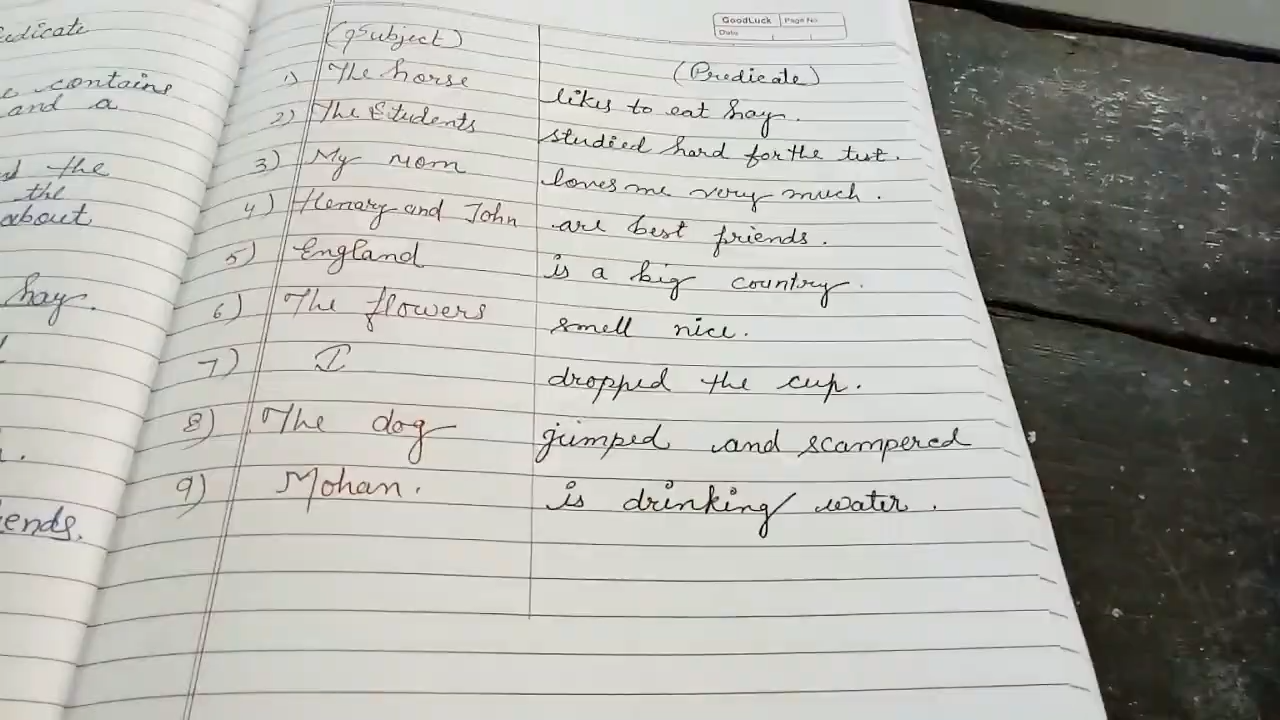 edicate
e contains
and a
the
the
about
hay.
ends.
GoodLuck Page No.
Date
(Subject) (Predicate)
1) The horse likes to eat hay.
2) The Students studied hard for the test.
3) My mom loves me very much.
4) Henary and John are best friends.
5) England is a big country.
6) The flowers smell nice.
7) I dropped the cup.
8) The dog jumped and scampered
9) Mohan. is drinking water.